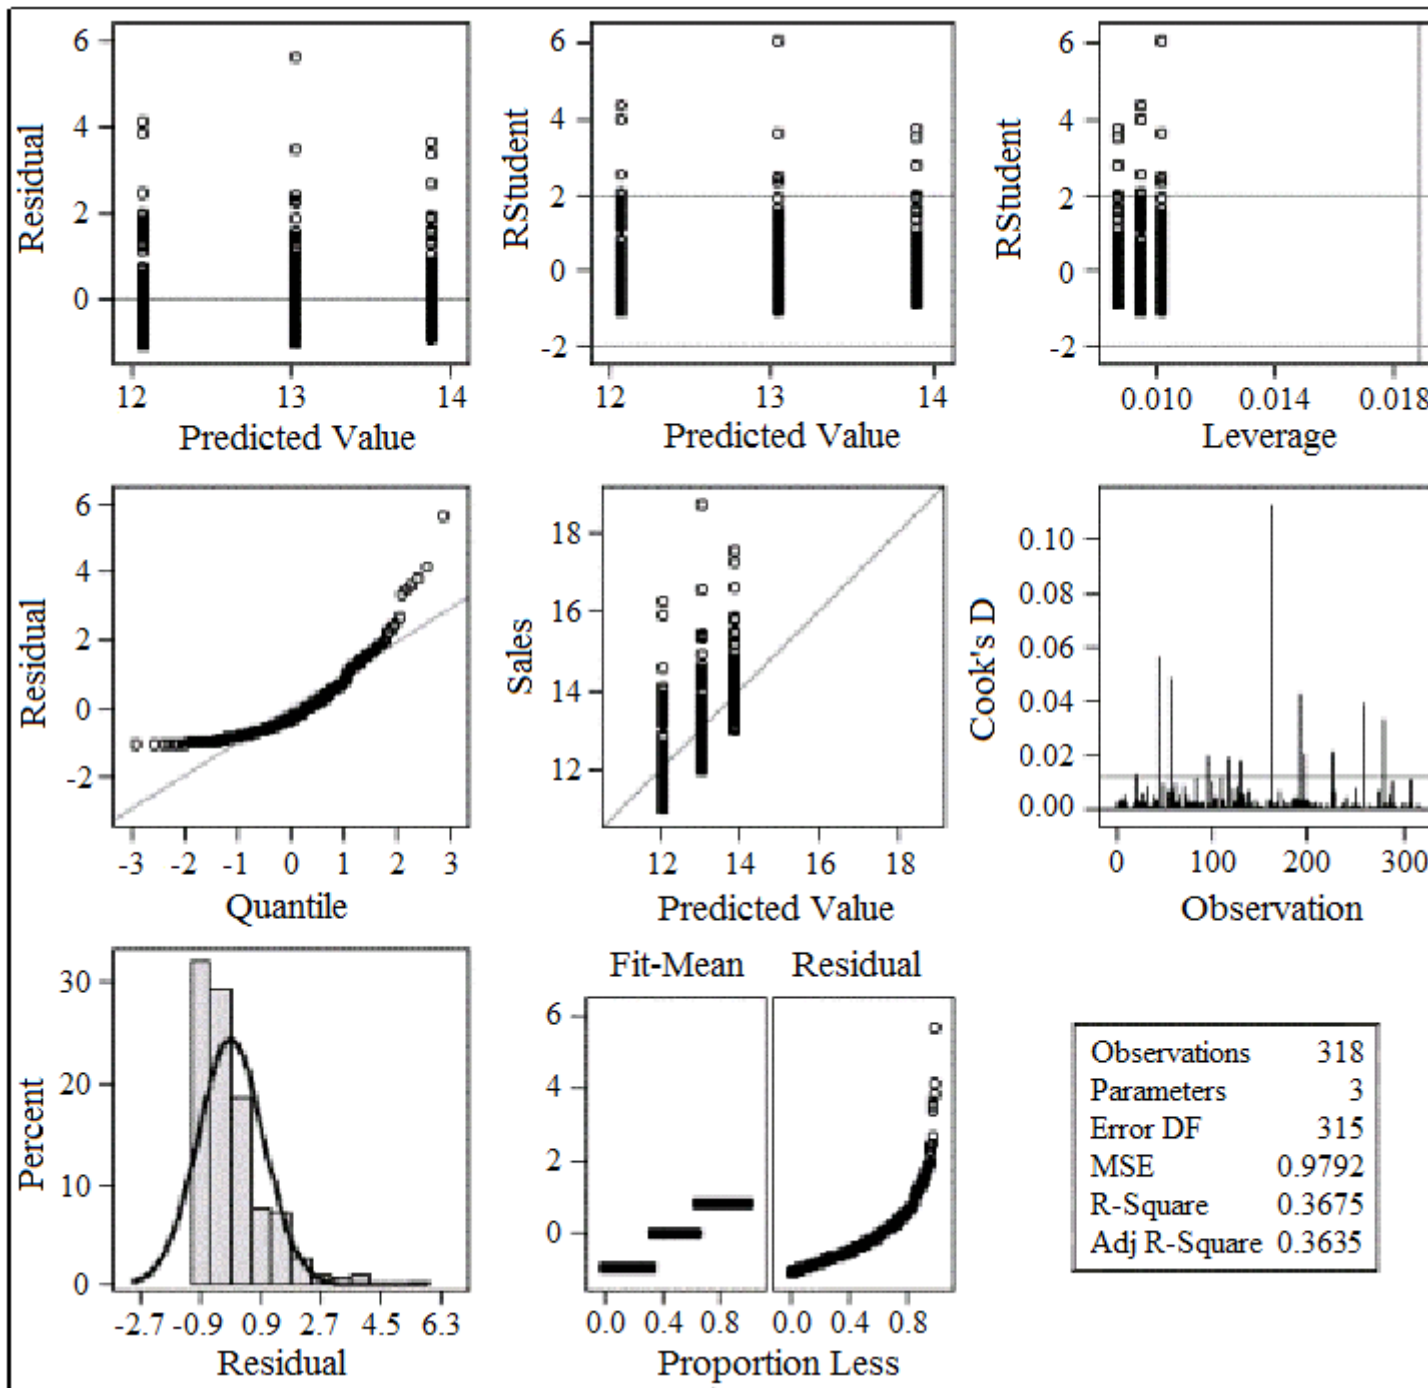 Residual
6
4
2
0
12 13 14
Predicted Value
RStudent
6
4
2
0
-2
12 13 14
Predicted Value
RStudent
6
4
2
0
-2
0.010 0.014 0.018
Leverage
Residual
6
4
2
0
-2
-3 -2 -1 0 1 2 3
Quantile
Sales
18
16
14
12
12 14 16 18
Predicted Value
Cook's D
0.10
0.08
0.06
0.04
0.02
0.00
0 100 200 300
Observation
Percent
30
20
10
0
-2.7 -0.9 0.9 2.7 4.5 6.3
Residual
Fit-Mean Residual
6
4
2
0
0.0 0.4 0.8 0.0 0.4 0.8
Proportion Less
Observations 318
Parameters 3
Error DF 315
MSE 0.9792
R-Square 0.3675
Adj R-Square 0.3635